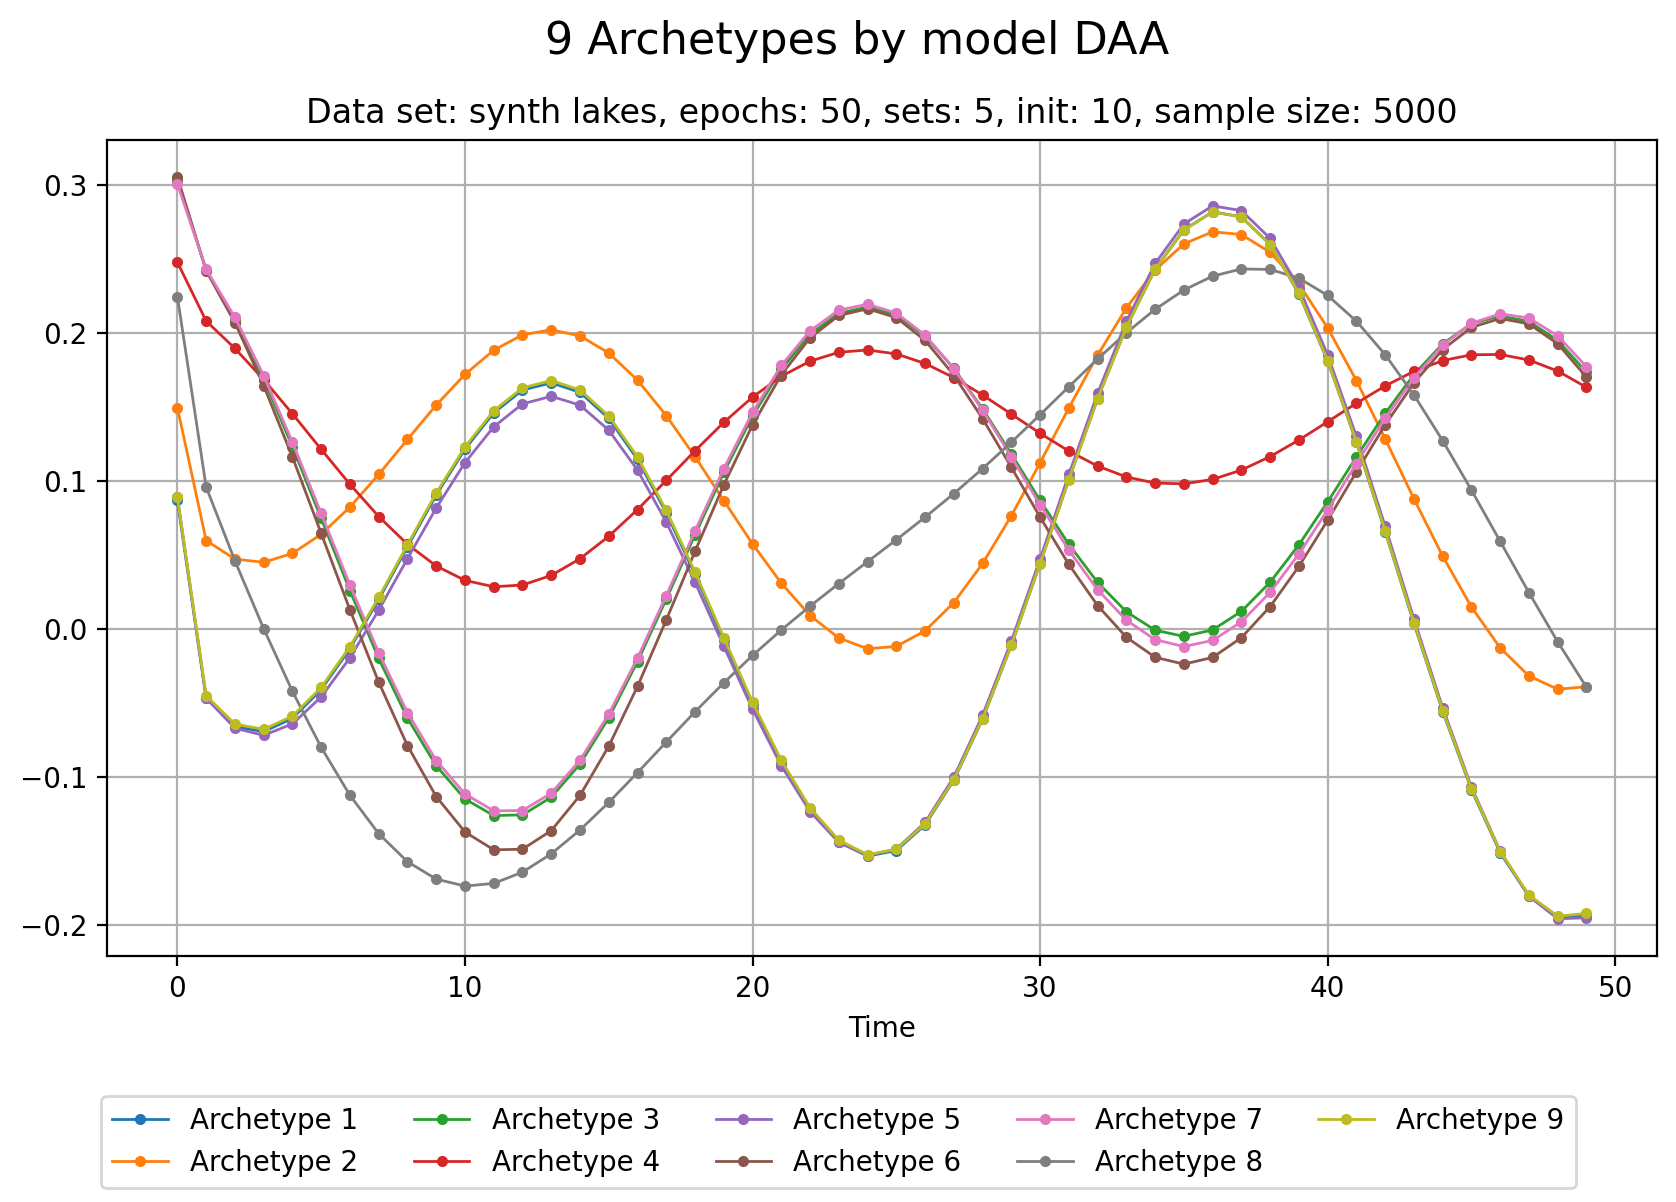 9 Archetypes by model DAA
Data set: synth lakes, epochs: 50, sets: 5, init: 10, sample size: 5000
0.3
0.2
0.1
0.0
−0.1
−0.2
0 10 20 30 40 50
Time
Archetype 1 Archetype 3 Archetype 5 Archetype 7 Archetype 9
Archetype 2 Archetype 4 Archetype 6 Archetype 8